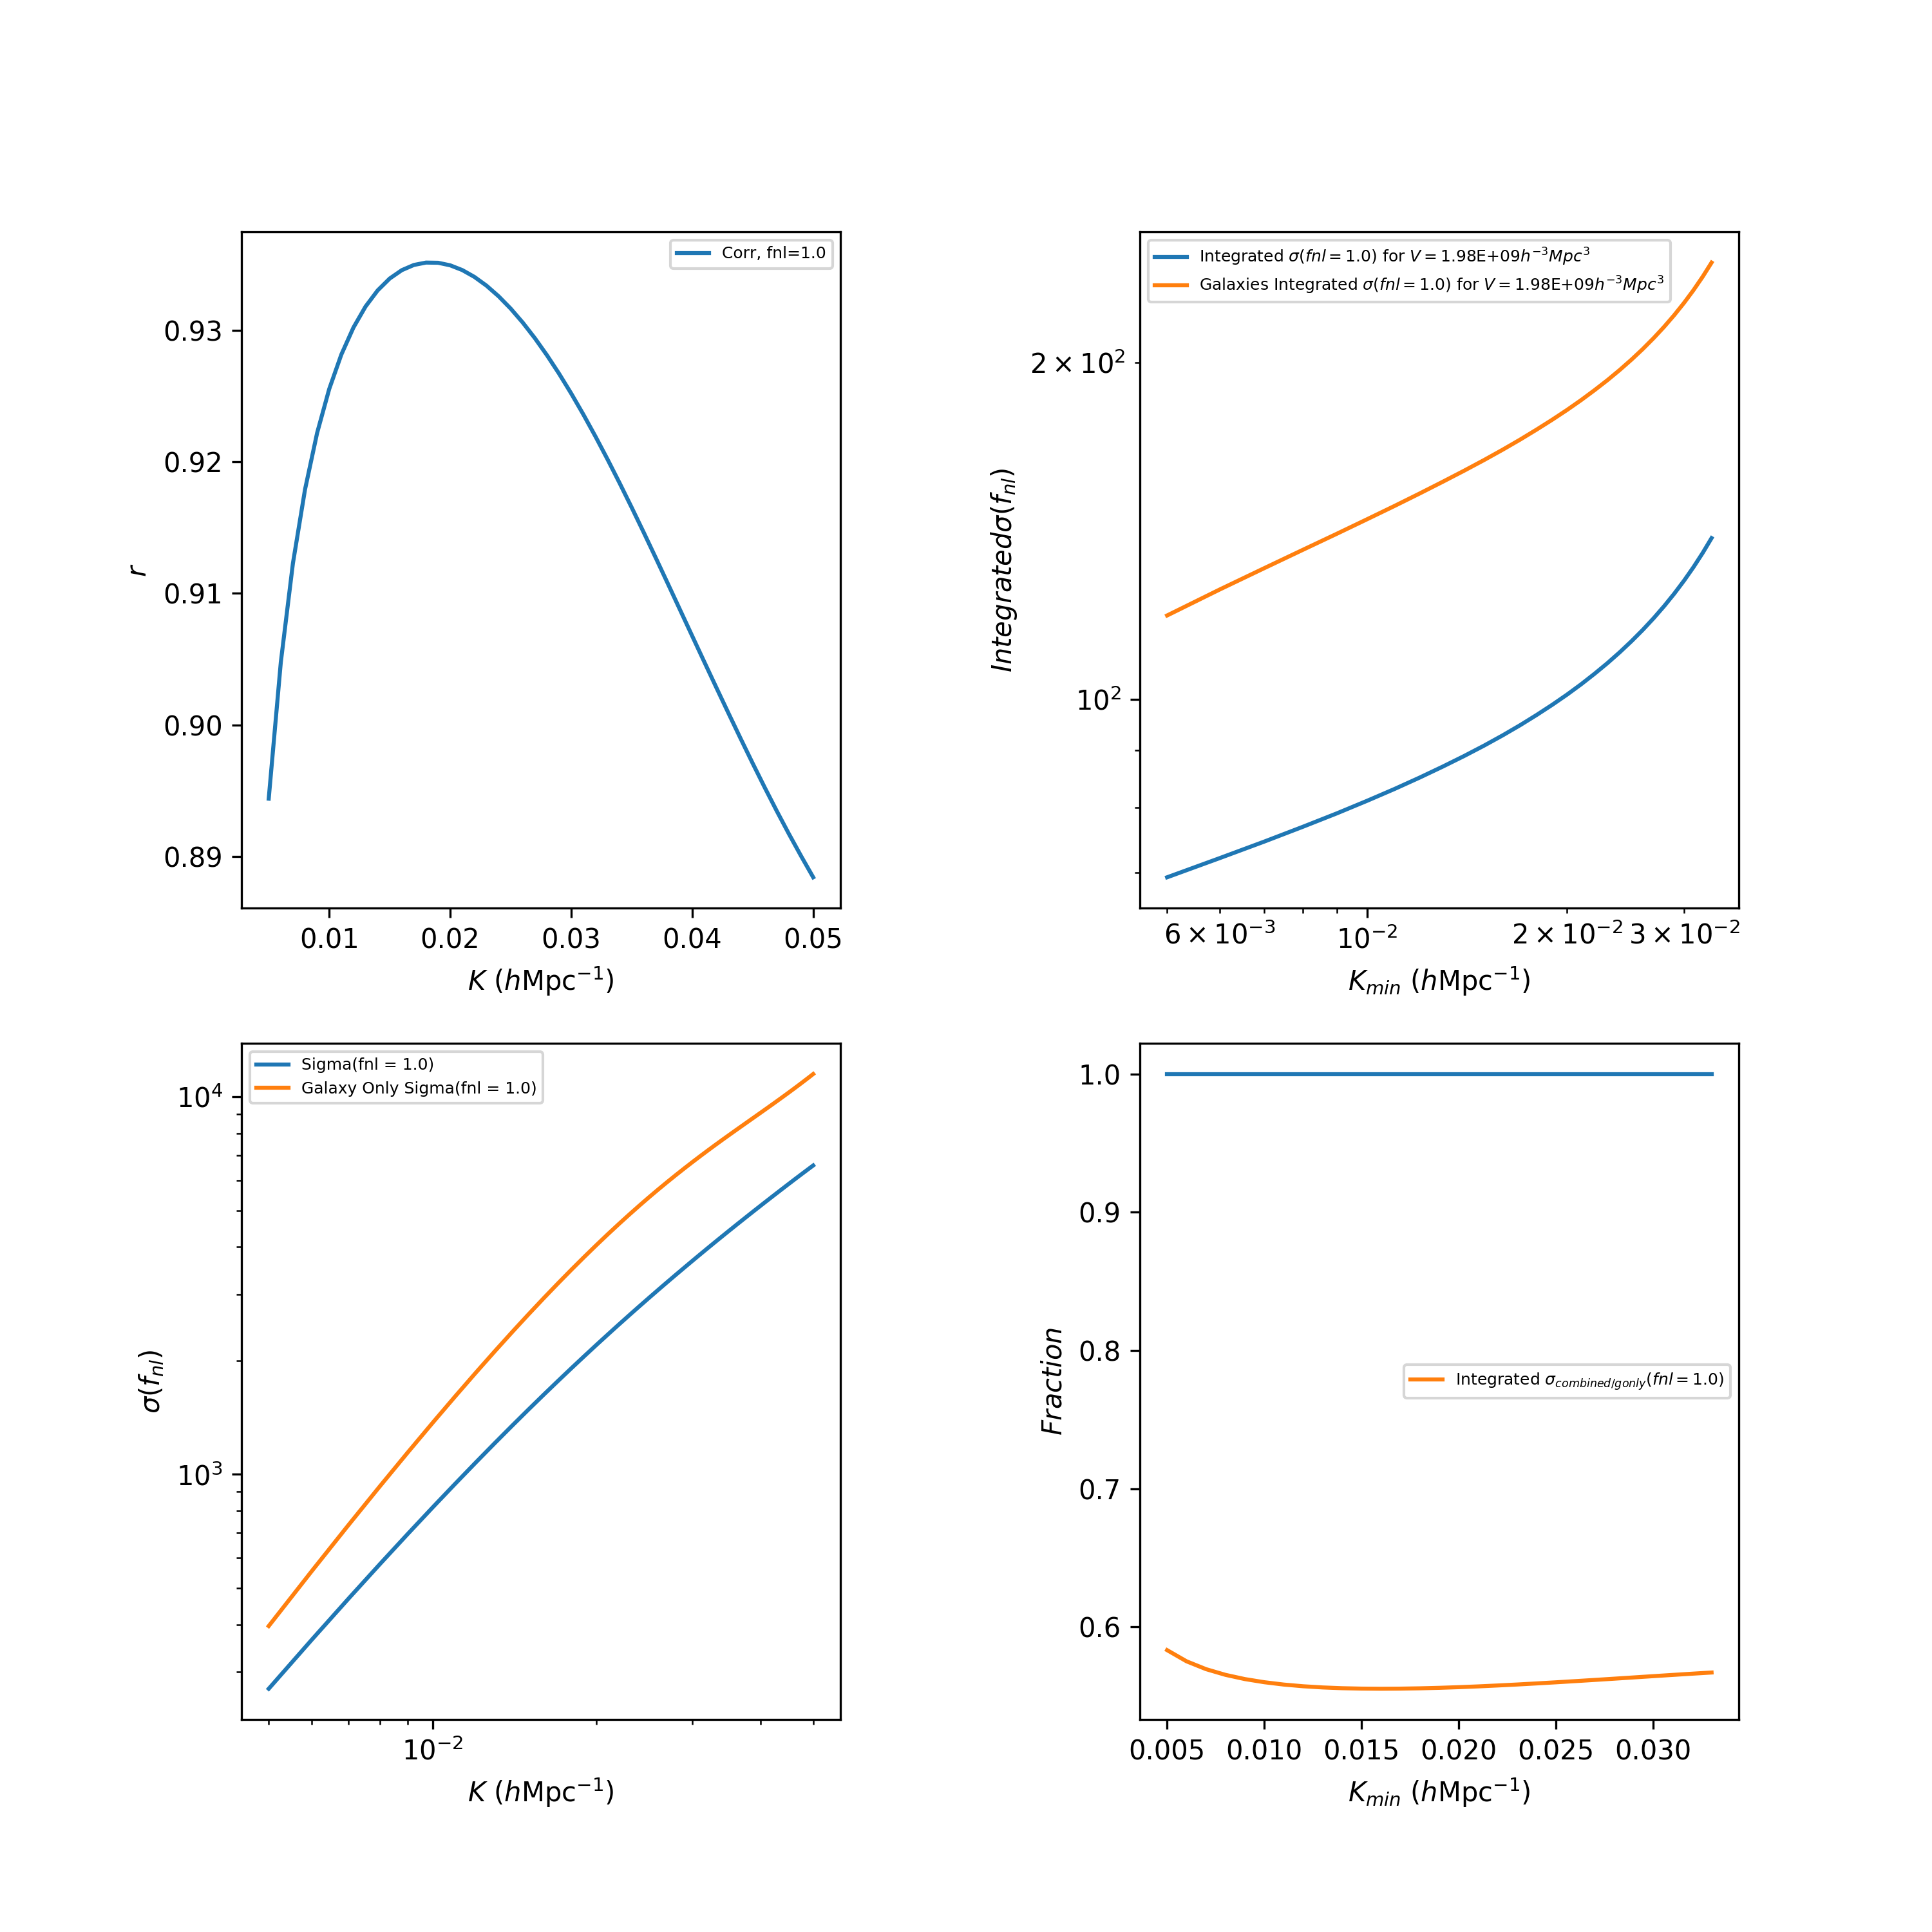 Corr, fnl=1.0
0.93
0.92
0.91
0.90
0.89
r
0.01 0.02 0.03 0.04 0.05
K (hMpc⁻¹)
Integrated σ(fnl = 1.0) for V = 1.98E+09h⁻³Mpc³
Galaxies Integrated σ(fnl = 1.0) for V = 1.98E+09h⁻³Mpc³
2 × 10²
10²
Integratedσ(f_nl)
6 × 10⁻³ 10⁻² 2 × 10⁻² 3 × 10⁻²
K_min (hMpc⁻¹)
Sigma(fnl = 1.0)
Galaxy Only Sigma(fnl = 1.0)
10⁴
10³
σ(f_nl)
10⁻²
K (hMpc⁻¹)
1.0
0.9
0.8
0.7
0.6
Fraction
Integrated σ_combined/gonly(fnl = 1.0)
0.005 0.010 0.015 0.020 0.025 0.030
K_min (hMpc⁻¹)